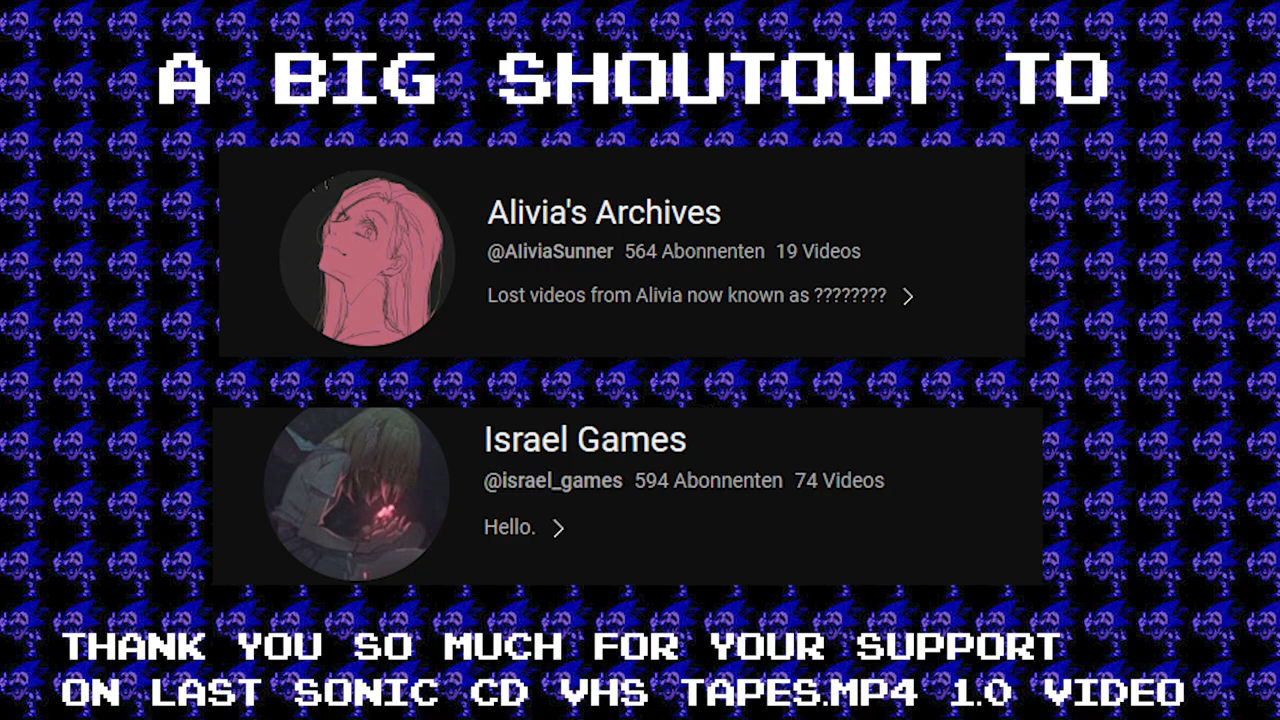 A BIG SHOUTOUT TO
Alivia's Archives
@AliviaSunner 564 Abonnenten 19 Videos
Lost videos from Alivia now known as ????????
Israel Games
@israel_games 594 Abonnenten 74 Videos
Hello.
THANK YOU SO MUCH FOR YOUR SUPPORT
ON LAST SONIC CD VHS TAPES.MP4 1.0 VIDEO